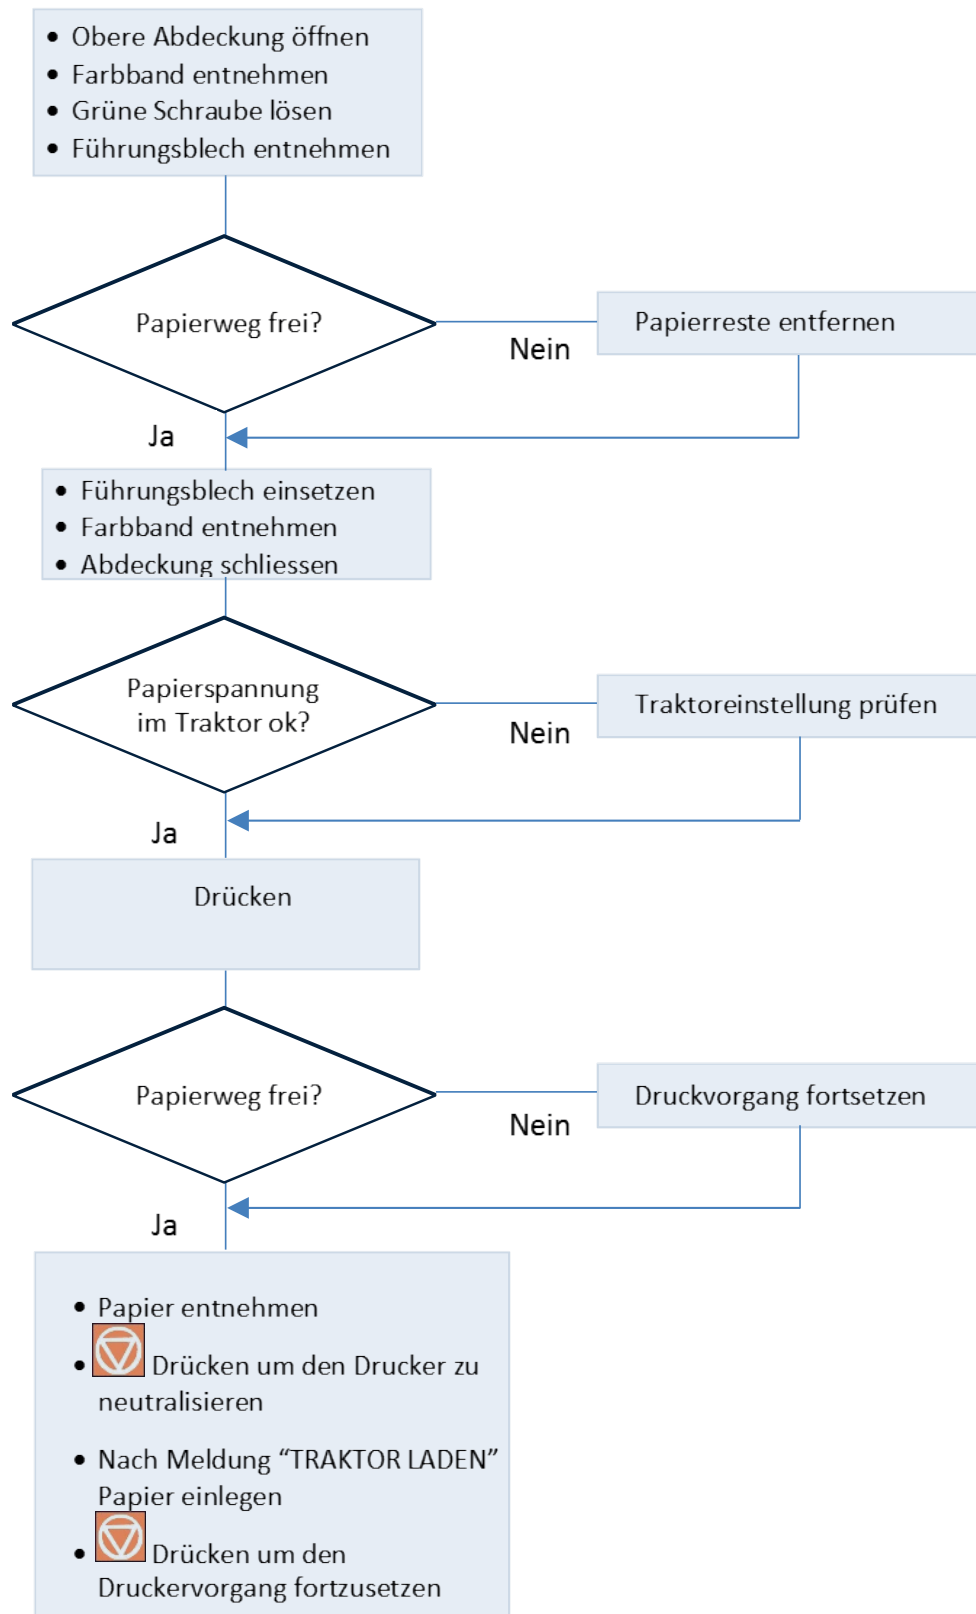 • Obere Abdeckung öffnen
• Farbband entnehmen
• Grüne Schraube lösen
• Führungsblech entnehmen
Papierweg frei?
Nein
Papierreste entfernen
Ja
• Führungsblech einsetzen
• Farbband entnehmen
• Abdeckung schliessen
Papierspannung
im Traktor ok?
Nein
Traktoreinstellung prüfen
Ja
Drücken
Papierweg frei?
Nein
Druckvorgang fortsetzen
Ja
• Papier entnehmen
• Drücken um den Drucker zu
neutralisieren
• Nach Meldung “TRAKTOR LADEN”
Papier einlegen
• Drücken um den
Druckervorgang fortzusetzen